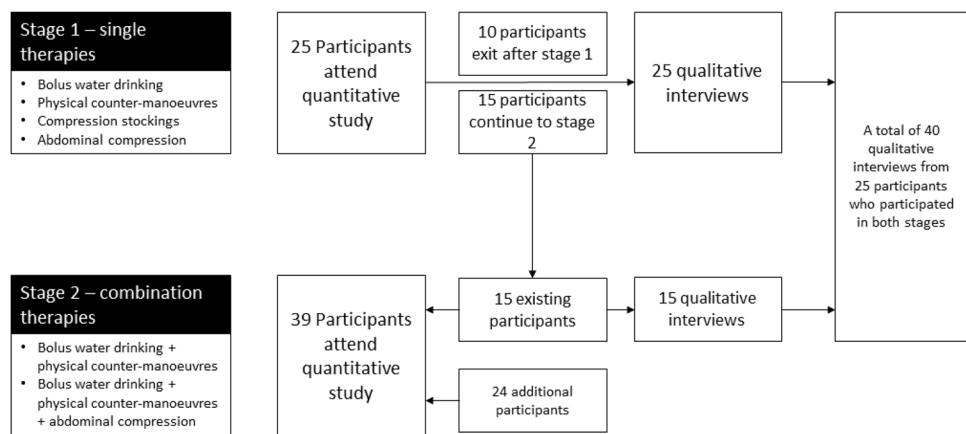 Stage 1 – single
therapies
• Bolus water drinking
• Physical counter-manoeuvres
• Compression stockings
• Abdominal compression
25 Participants
attend
quantitative
study
10 participants
exit after stage 1
15 participants
continue to stage
2
25 qualitative
interviews
A total of 40
qualitative
interviews from
25 participants
who participated
in both stages
Stage 2 – combination
therapies
• Bolus water drinking +
physical counter-manoeuvres
• Bolus water drinking +
physical counter-manoeuvres
+ abdominal compression
39 Participants
attend
quantitative
study
15 existing
participants
15 qualitative
interviews
24 additional
participants